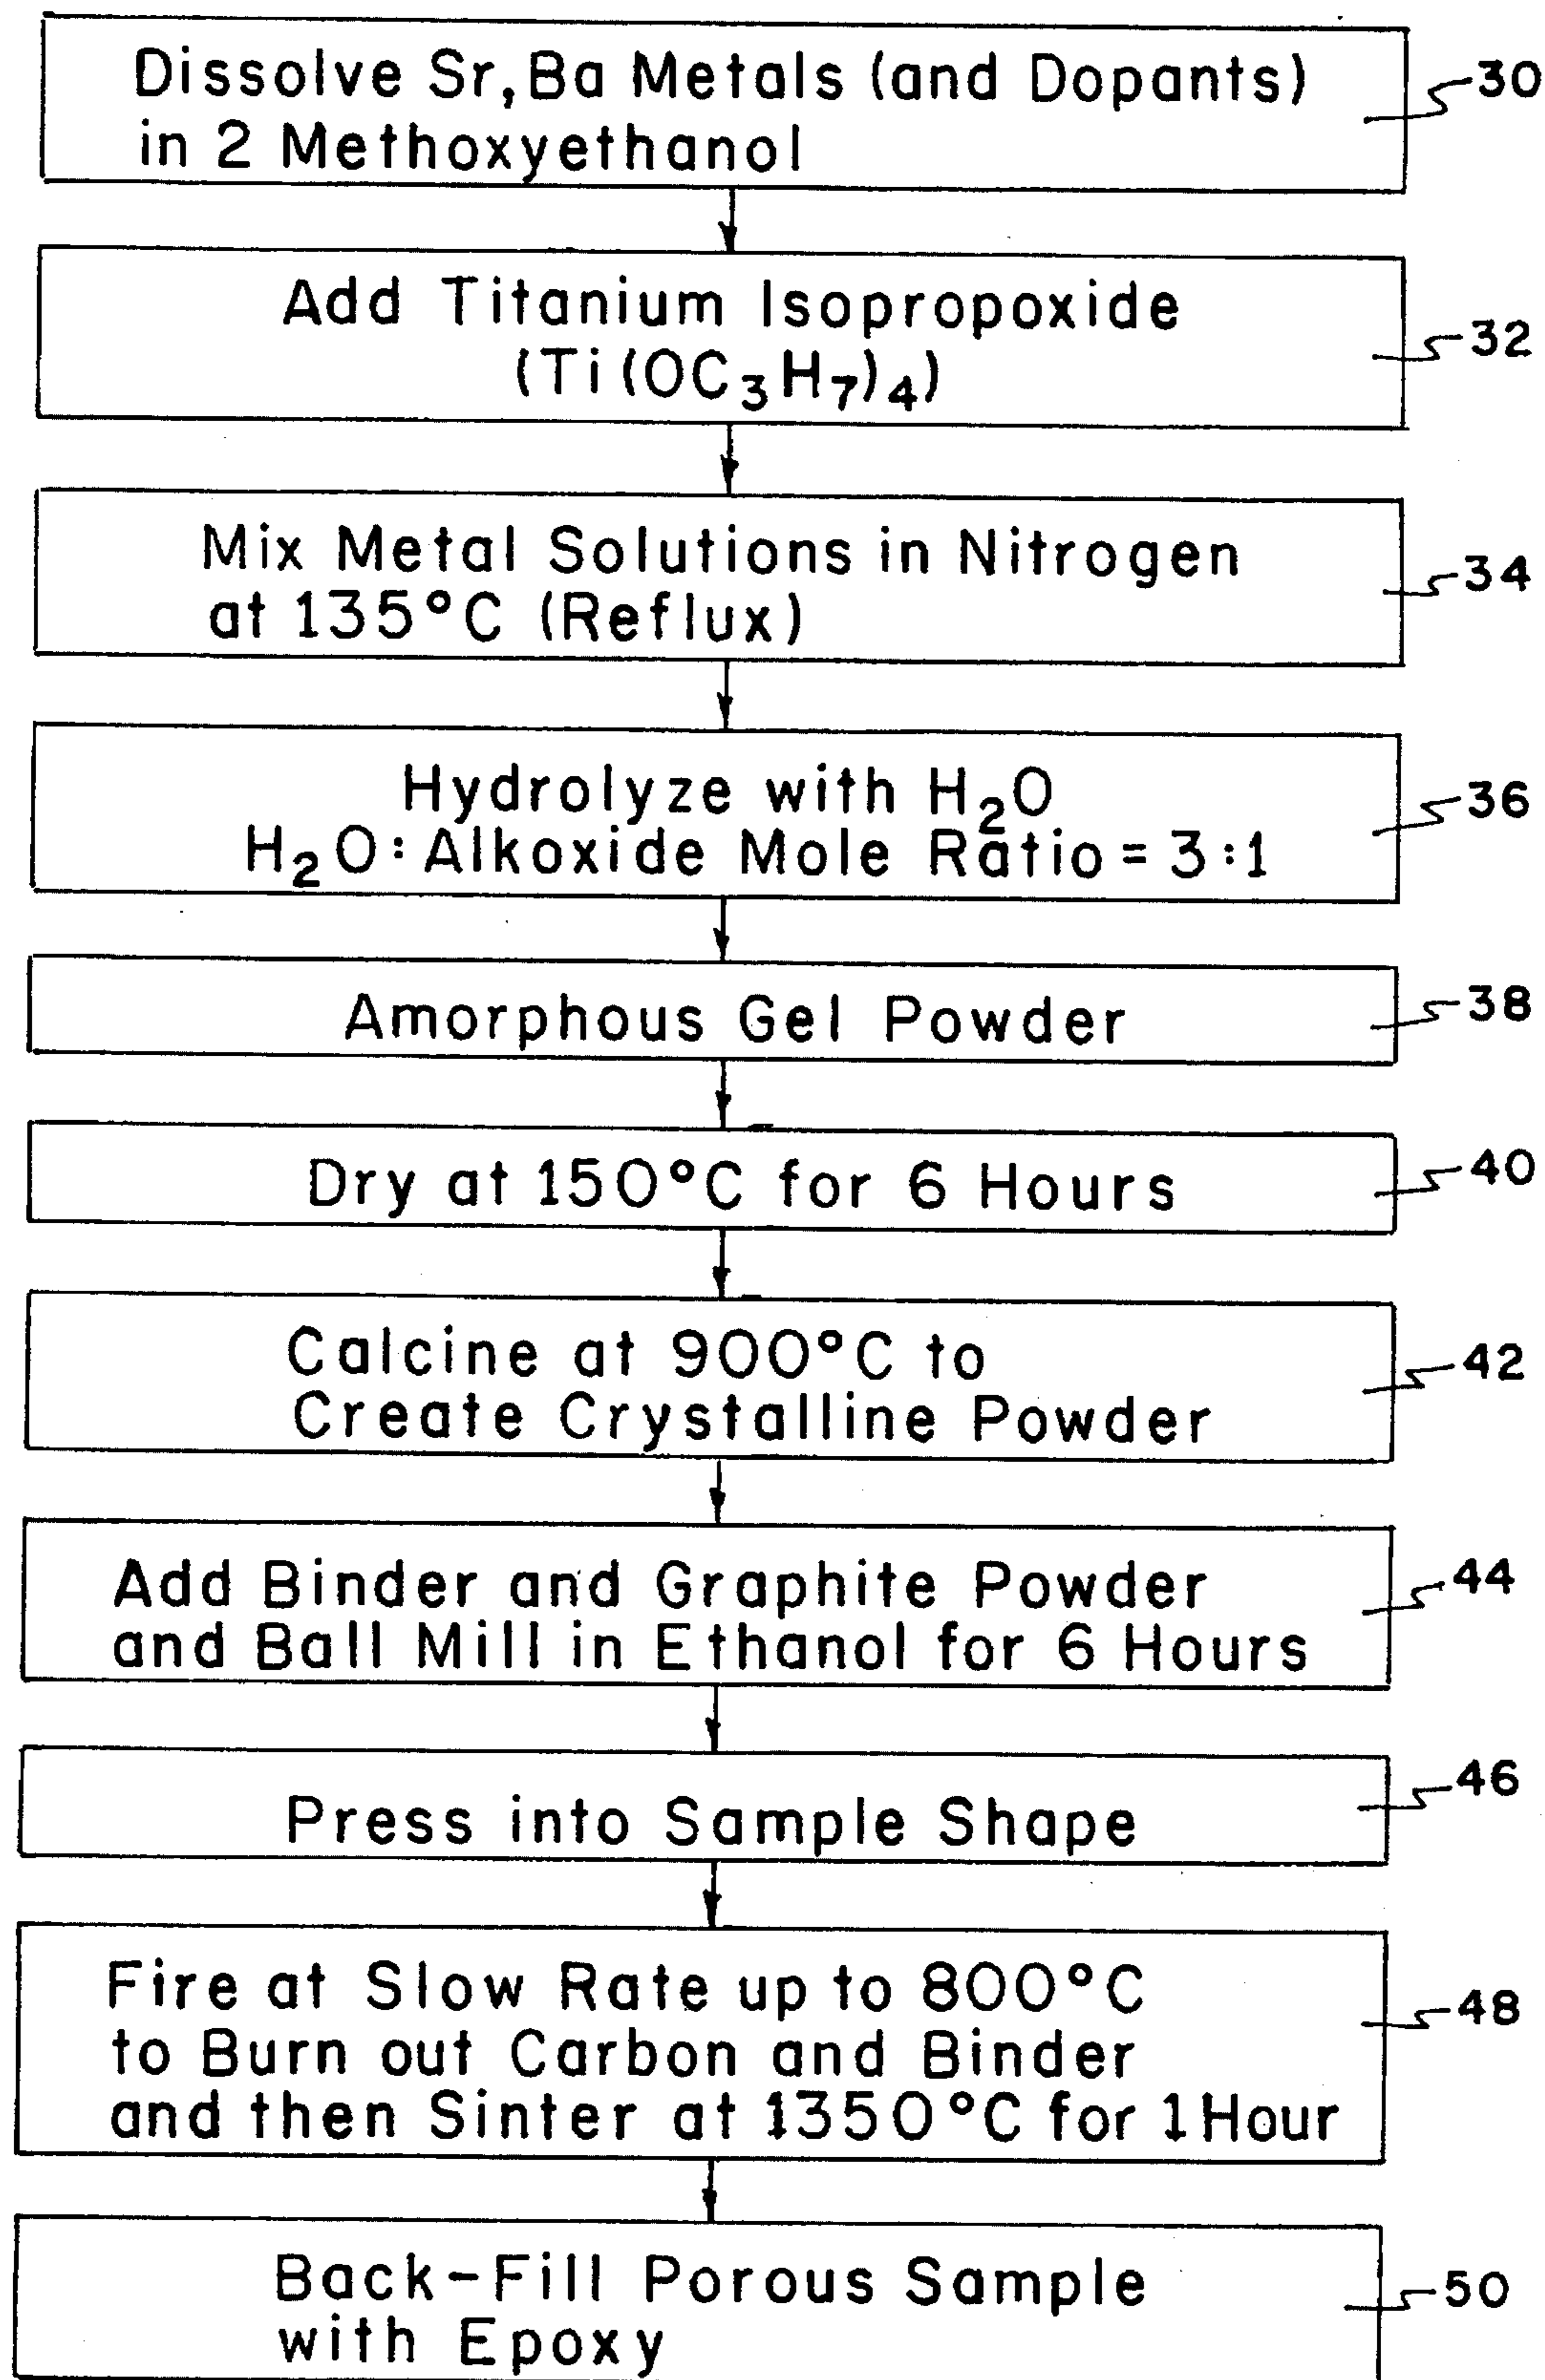 Dissolve Sr,Ba Metals (and Dopants)
in 2 Methoxyethanol
30
Add Titanium Isopropoxide
(Ti(OC₃H₇)₄)
32
Mix Metal Solutions in Nitrogen
at 135°C (Reflux)
34
Hydrolyze with H₂O
H₂O:Alkoxide Mole Ratio = 3:1
36
Amorphous Gel Powder
38
Dry at 150°C for 6 Hours
40
Calcine at 900°C to
Create Crystalline Powder
42
Add Binder and Graphite Powder
and Ball Mill in Ethanol for 6 Hours
44
Press into Sample Shape
46
Fire at Slow Rate up to 800°C
to Burn out Carbon and Binder
and then Sinter at 1350°C for 1 Hour
48
Back-Fill Porous Sample
with Epoxy
50